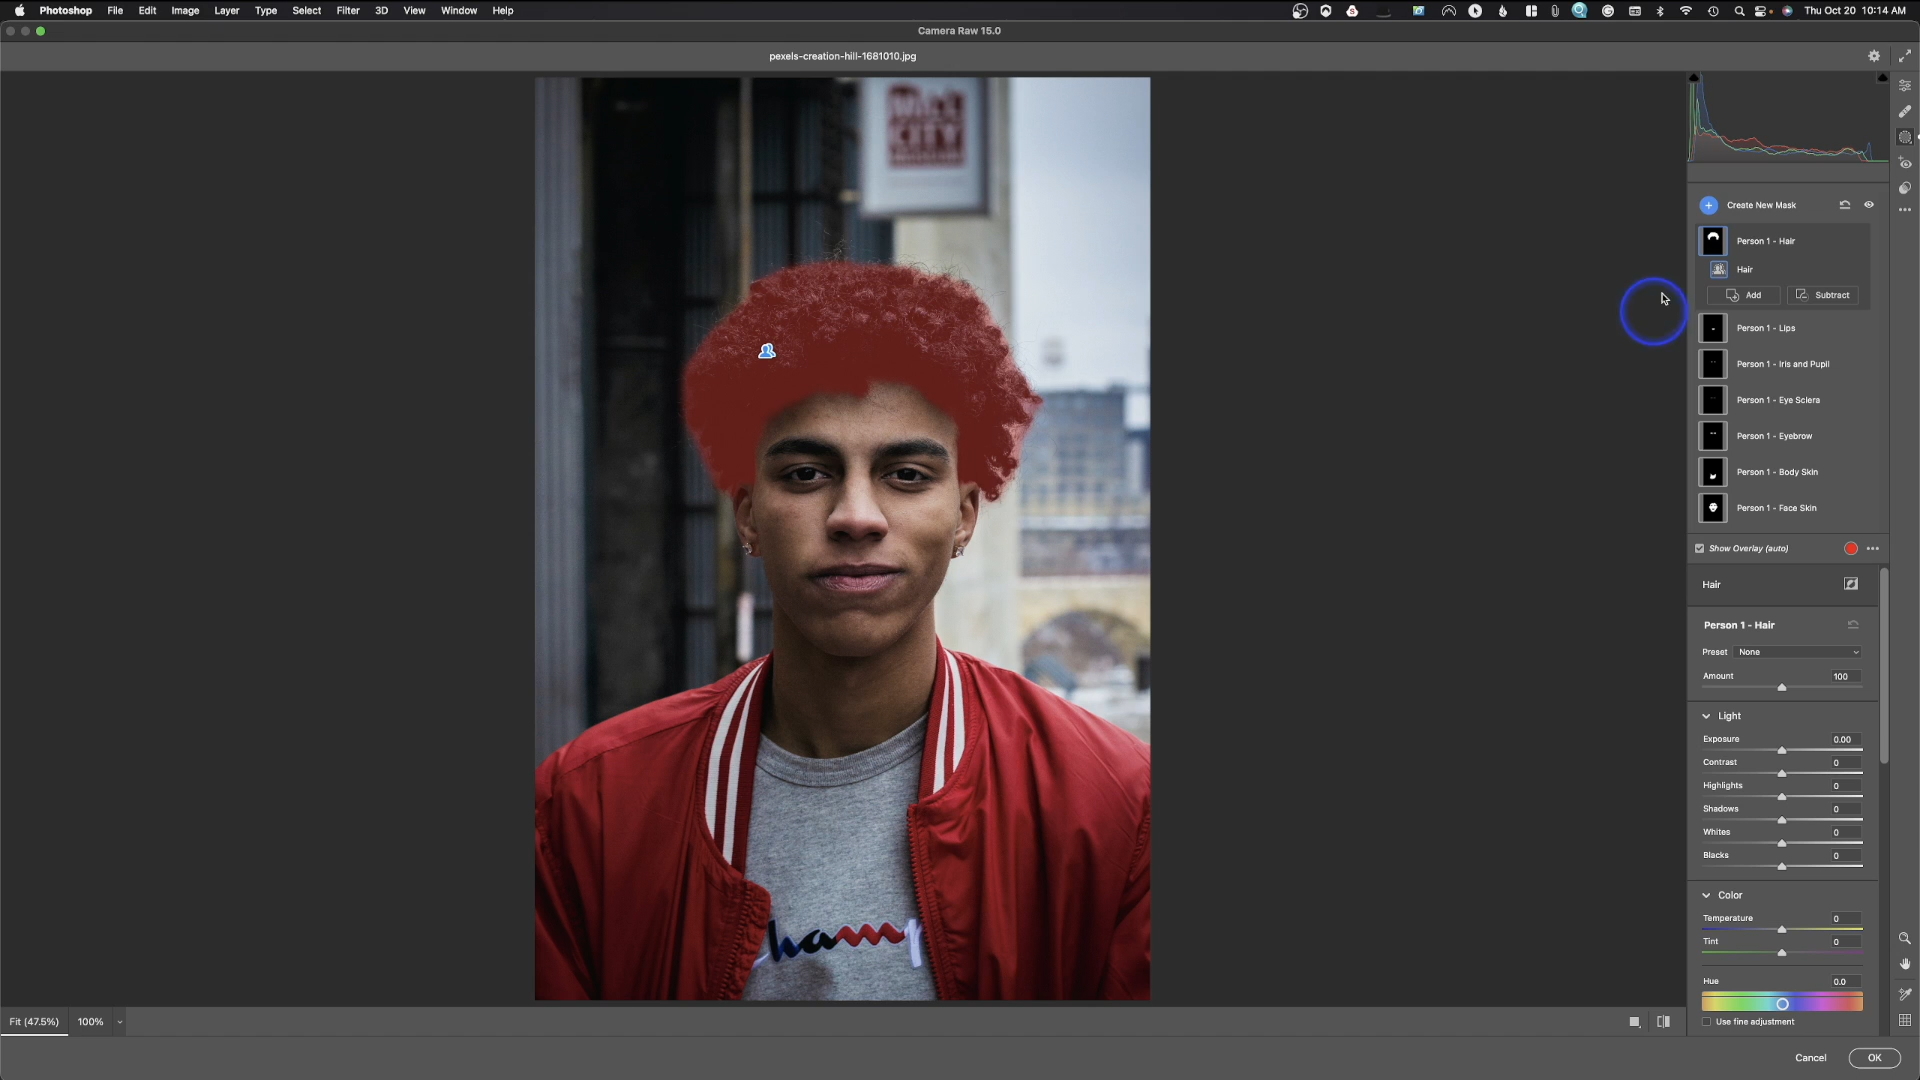 Photoshop File Edit Image Layer Type Select Filter 3D View Window Help
Thu Oct 20 10:14 AM
Camera Raw 15.0
pexels-creation-hill-1681010.jpg
MILL
CITY
Create New Mask
Person 1 - Hair
Hair
Add Subtract
Person 1 - Lips
Person 1 - Iris and Pupil
Person 1 - Eye Sclera
Person 1 - Eyebrow
Person 1 - Body Skin
Person 1 - Face Skin
Show Overlay (auto)
Hair
Person 1 - Hair
Preset None
Amount 100
Light
Exposure 0.00
Contrast 0
Highlights 0
Shadows 0
Whites 0
Blacks 0
Color
Temperature 0
Tint 0
Hue 0.0
Use fine adjustment
Champ
Fit (47.5%) 100%
Cancel OK